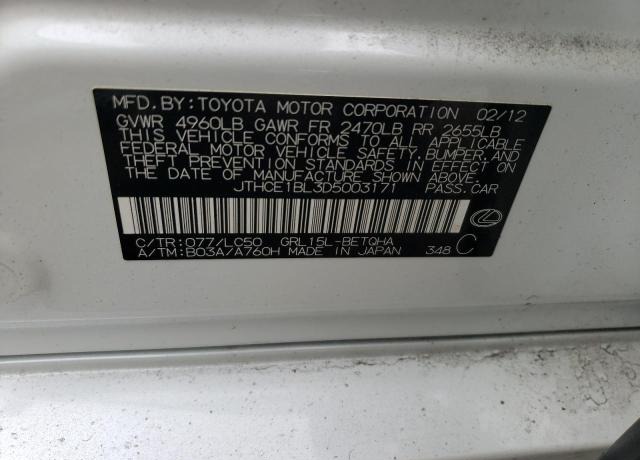 MFD.BY:TOYOTA MOTOR CORPORATION 02/12
GVWR 4960LB GAWR FR 2470LB RR 2655LB
THIS VEHICLE CONFORMS TO ALL APPLICABLE
FEDERAL MOTOR VEHICLE SAFETY, BUMPER, AND
THEFT PREVENTION STANDARDS IN EFFECT ON
THE DATE OF MANUFACTURE SHOWN ABOVE.
JTHCE1BL3D5003171 PASS.CAR
C/TR:077/LC50 GRL15L-BETQHA
A/TM:B03A/A760H MADE IN JAPAN 348 C